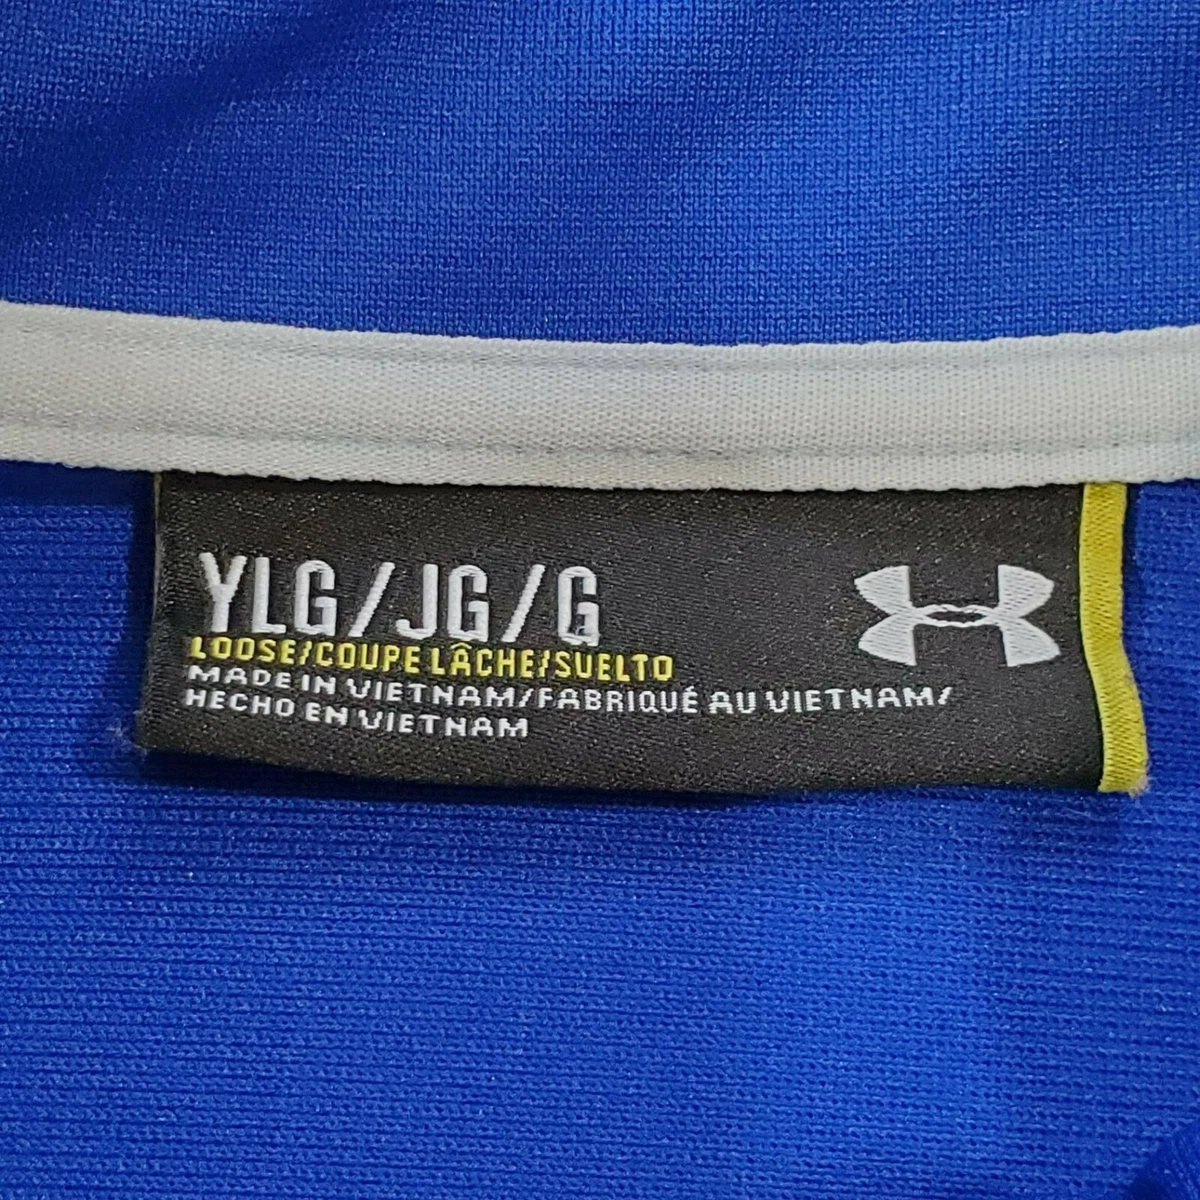 YLG/JG/G
LOOSE/COUPE LÂCHE/SUELTO
MADE IN VIETNAM/FABRIQUÉ AU VIETNAM/
HECHO EN VIETNAM